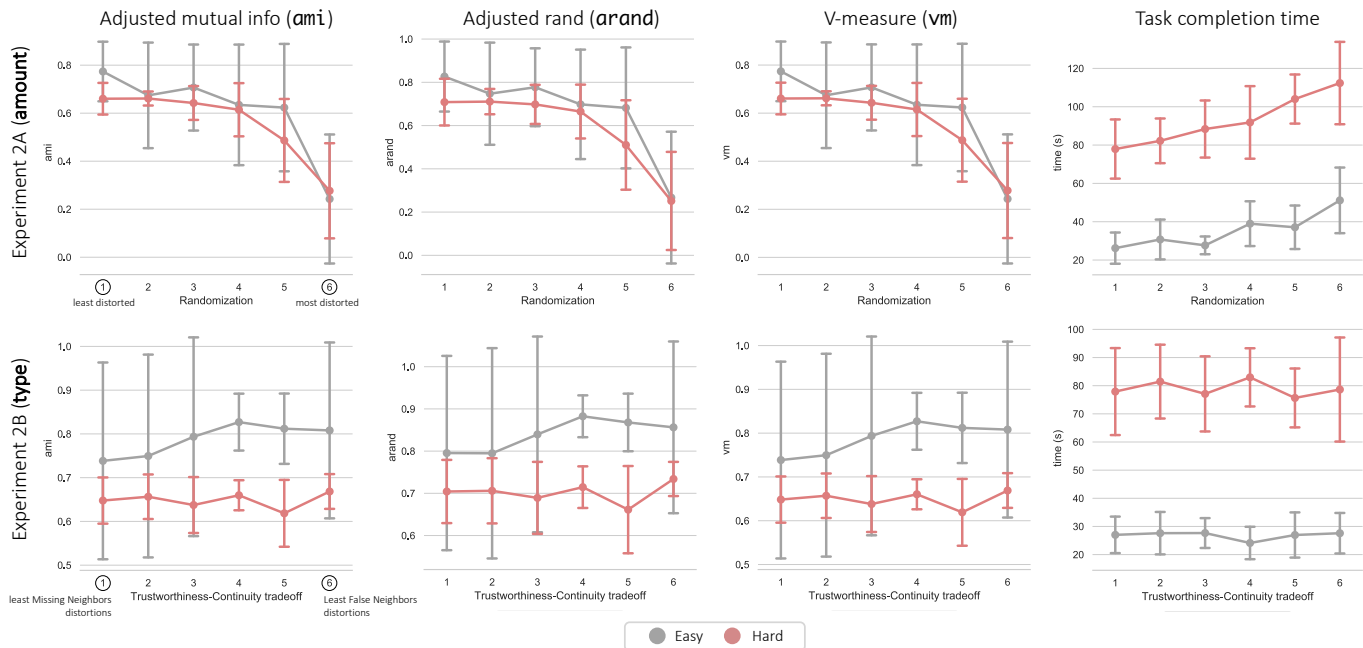 Adjusted mutual info (ami)
Adjusted rand (arand)
V-measure (vm)
Task completion time
Experiment 2A (amount)
ami
0.8
0.6
0.4
0.2
0.0
1 2 3 4 5 6
least distorted
Randomization
most distorted
arand
1.0
0.8
0.6
0.4
0.2
0.0
1 2 3 4 5 6
Randomization
vm
0.8
0.6
0.4
0.2
0.0
1 2 3 4 5 6
Randomization
time (s)
120
100
80
60
40
20
1 2 3 4 5 6
Randomization
Experiment 2B (type)
ami
1.0
0.9
0.8
0.7
0.6
0.5
1 2 3 4 5 6
Trustworthiness-Continuity tradeoff
least Missing Neighbors
distortions
Least False Neighbors
distortions
arand
1.0
0.9
0.8
0.7
0.6
1 2 3 4 5 6
Trustworthiness-Continuity tradeoff
vm
1.0
0.9
0.8
0.7
0.6
0.5
1 2 3 4 5 6
Trustworthiness-Continuity tradeoff
time (s)
100
90
80
70
60
50
40
30
20
1 2 3 4 5 6
Trustworthiness-Continuity tradeoff
Easy Hard